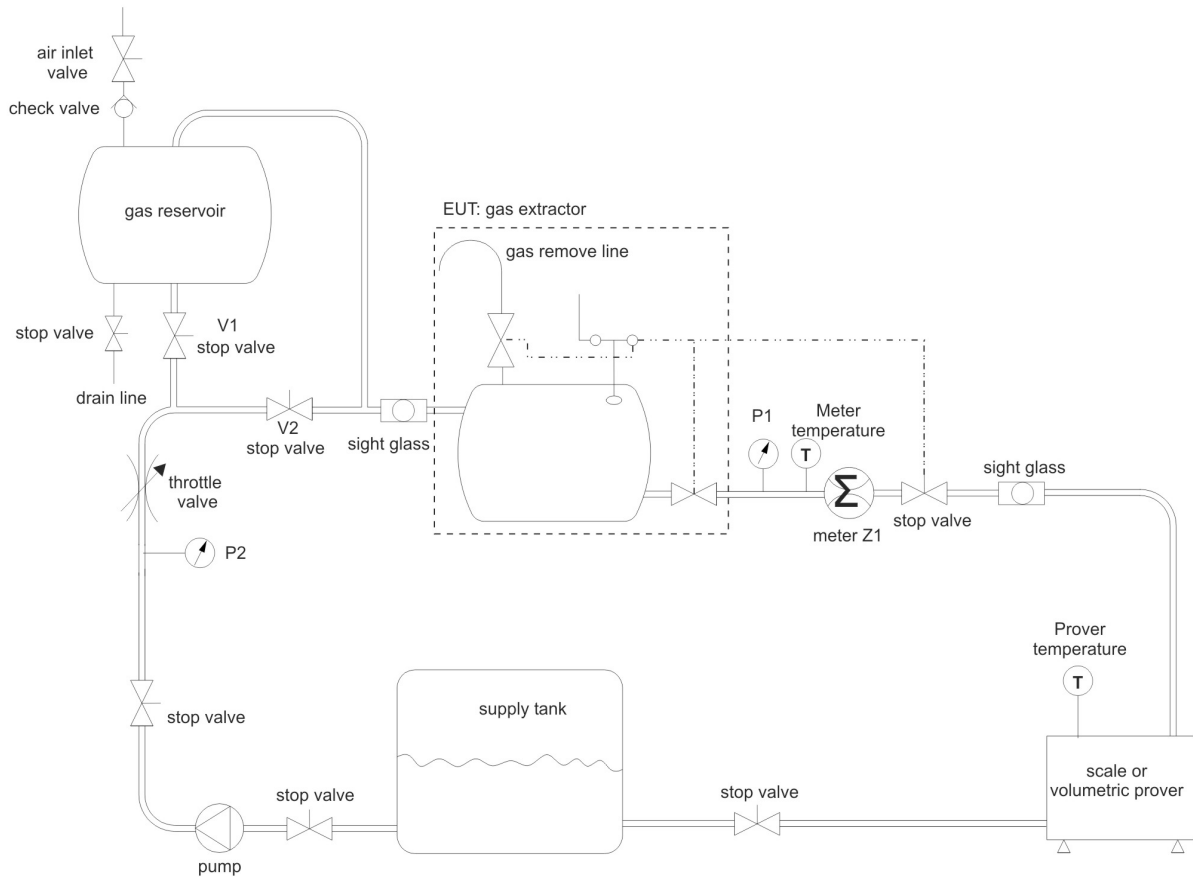 air inlet
valve
check valve
gas reservoir
EUT: gas extractor
gas remove line
stop valve
V1
stop valve
drain line
V2
stop valve
sight glass
P1
Meter
temperature
T
sight glass
throttle
valve
Σ
meter Z1
stop valve
P2
Prover
temperature
T
stop valve
supply tank
scale or
volumetric prover
stop valve
stop valve
pump